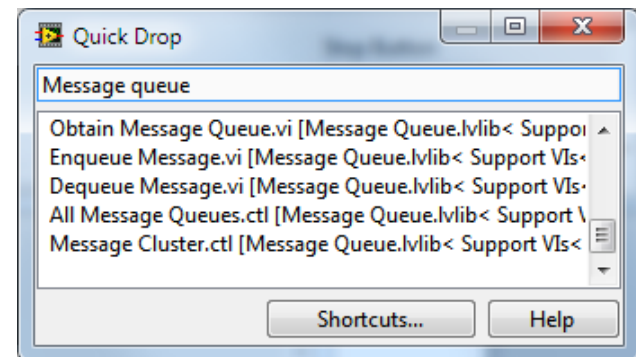 Quick Drop
Message queue
Obtain Message Queue.vi [Message Queue.lvlib< Suppor
Enqueue Message.vi [Message Queue.lvlib< Support VIs<
Dequeue Message.vi [Message Queue.lvlib< Support VIs<
All Message Queues.ctl [Message Queue.lvlib< Support V
Message Cluster.ctl [Message Queue.lvlib< Support VIs<
Shortcuts... Help